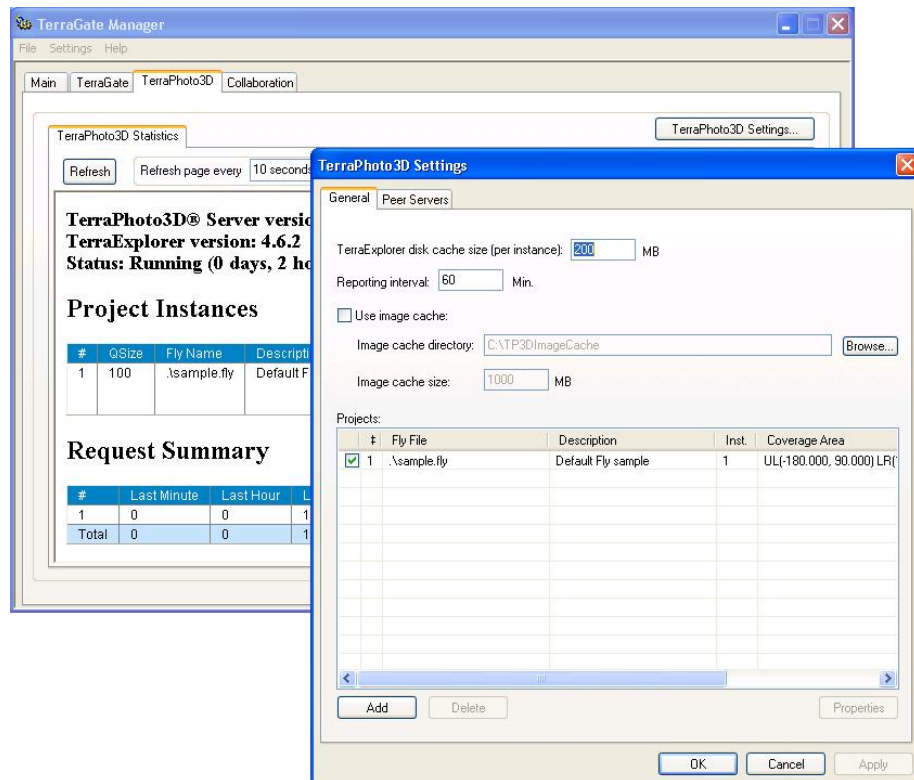 TerraGate Manager
File Settings Help
Main TerraGate TerraPhoto3D Collaboration
TerraPhoto3D Statistics
TerraPhoto3D Settings...
Refresh Refresh page every 10 seconds
TerraPhoto3D® Server
TerraExplorer version: 4.6.2
Status: Running (0 days, 2
Project Instances
# QSize Fly Name
1 100 .\sample.fly Default F
Request Summary
# Last Minute Last Hour L
1 0 0 1
Total 0 0 1
TerraPhoto3D Settings
General Peer Servers
TerraExplorer disk cache size (per instance): 200 MB
Reporting interval: 60 Min.
Use image cache:
Image cache directory: C:\TP3DImageCache Browse...
Image cache size: 1000 MB
Projects:
# Fly File Description Inst. Coverage Area
1 .\sample.fly Default Fly sample 1 UL(-180.000, 90.000) LR(
Add Delete Properties
OK Cancel Apply